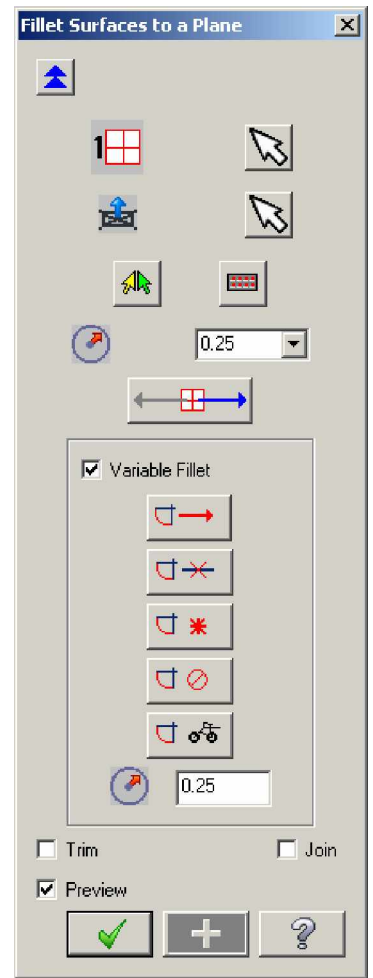 Fillet Surfaces to a Plane
1
0.25
Variable Fillet
0.25
Trim Join
Preview